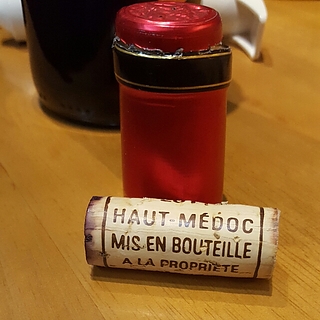 HAUT-MÉDOC
MIS EN BOUTEILLE
A LA PROPRIETE